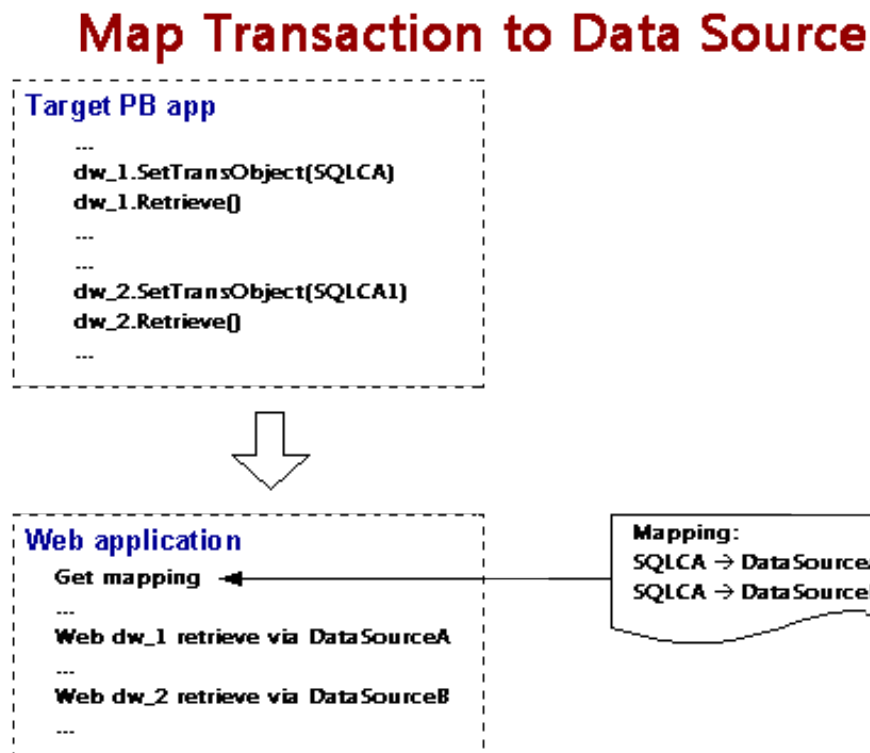 Map Transaction to Data Source
Target PB app
...
dw_1.SetTransObject(SQLCA)
dw_1.Retrieve()
...
...
dw_2.SetTransObject(SQLCA1)
dw_2.Retrieve()
...
Web application
Get mapping
...
Web dw_1 retrieve via DataSourceA
...
Web dw_2 retrieve via DataSourceB
...
Mapping:
SQLCA → DataSource
SQLCA → DataSource